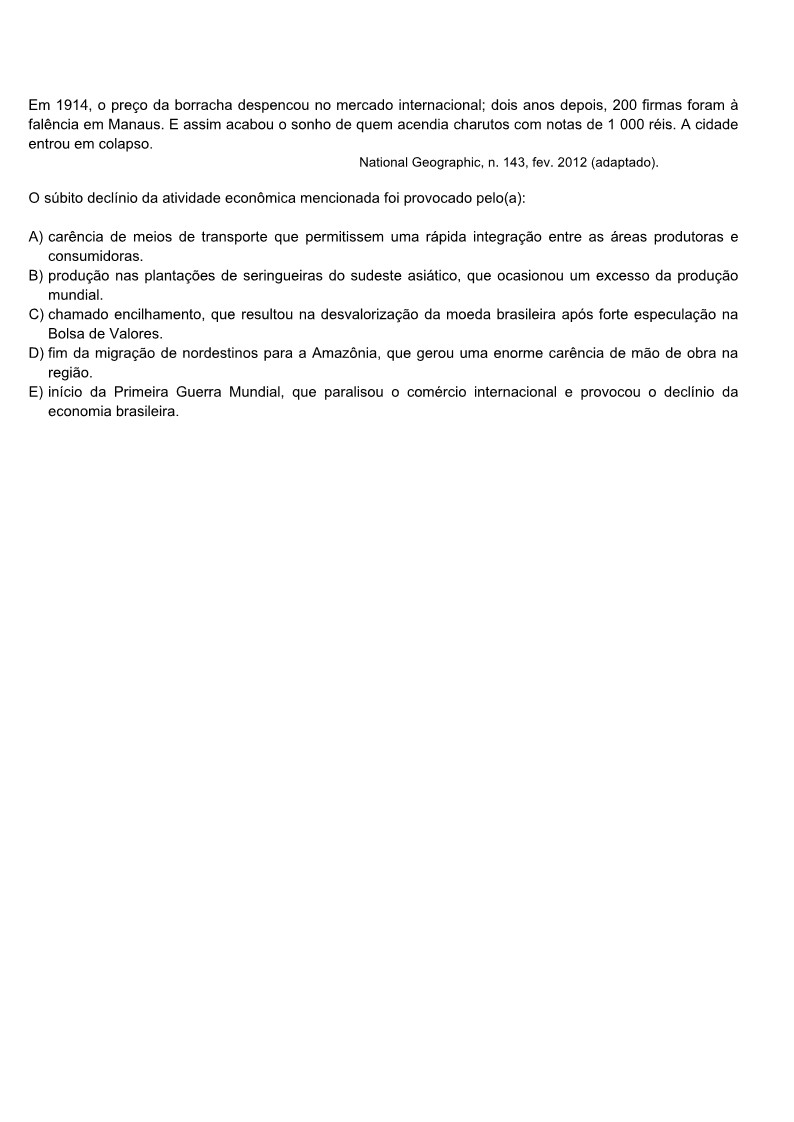 Em 1914, o preço da borracha despencou no mercado internacional; dois anos depois, 200 firmas foram à
falência em Manaus. E assim acabou o sonho de quem acendia charutos com notas de 1 000 réis. A cidade
entrou em colapso.
National Geographic, n. 143, fev. 2012 (adaptado).
O súbito declínio da atividade econômica mencionada foi provocado pelo(a):
A) carência de meios de transporte que permitissem uma rápida integração entre as áreas produtoras e
consumidoras.
B) produção nas plantações de seringueiras do sudeste asiático, que ocasionou um excesso da produção
mundial.
C) chamado encilhamento, que resultou na desvalorização da moeda brasileira após forte especulação na
Bolsa de Valores.
D) fim da migração de nordestinos para a Amazônia, que gerou uma enorme carência de mão de obra na
região.
E) início da Primeira Guerra Mundial, que paralisou o comércio internacional e provocou o declínio da
economia brasileira.